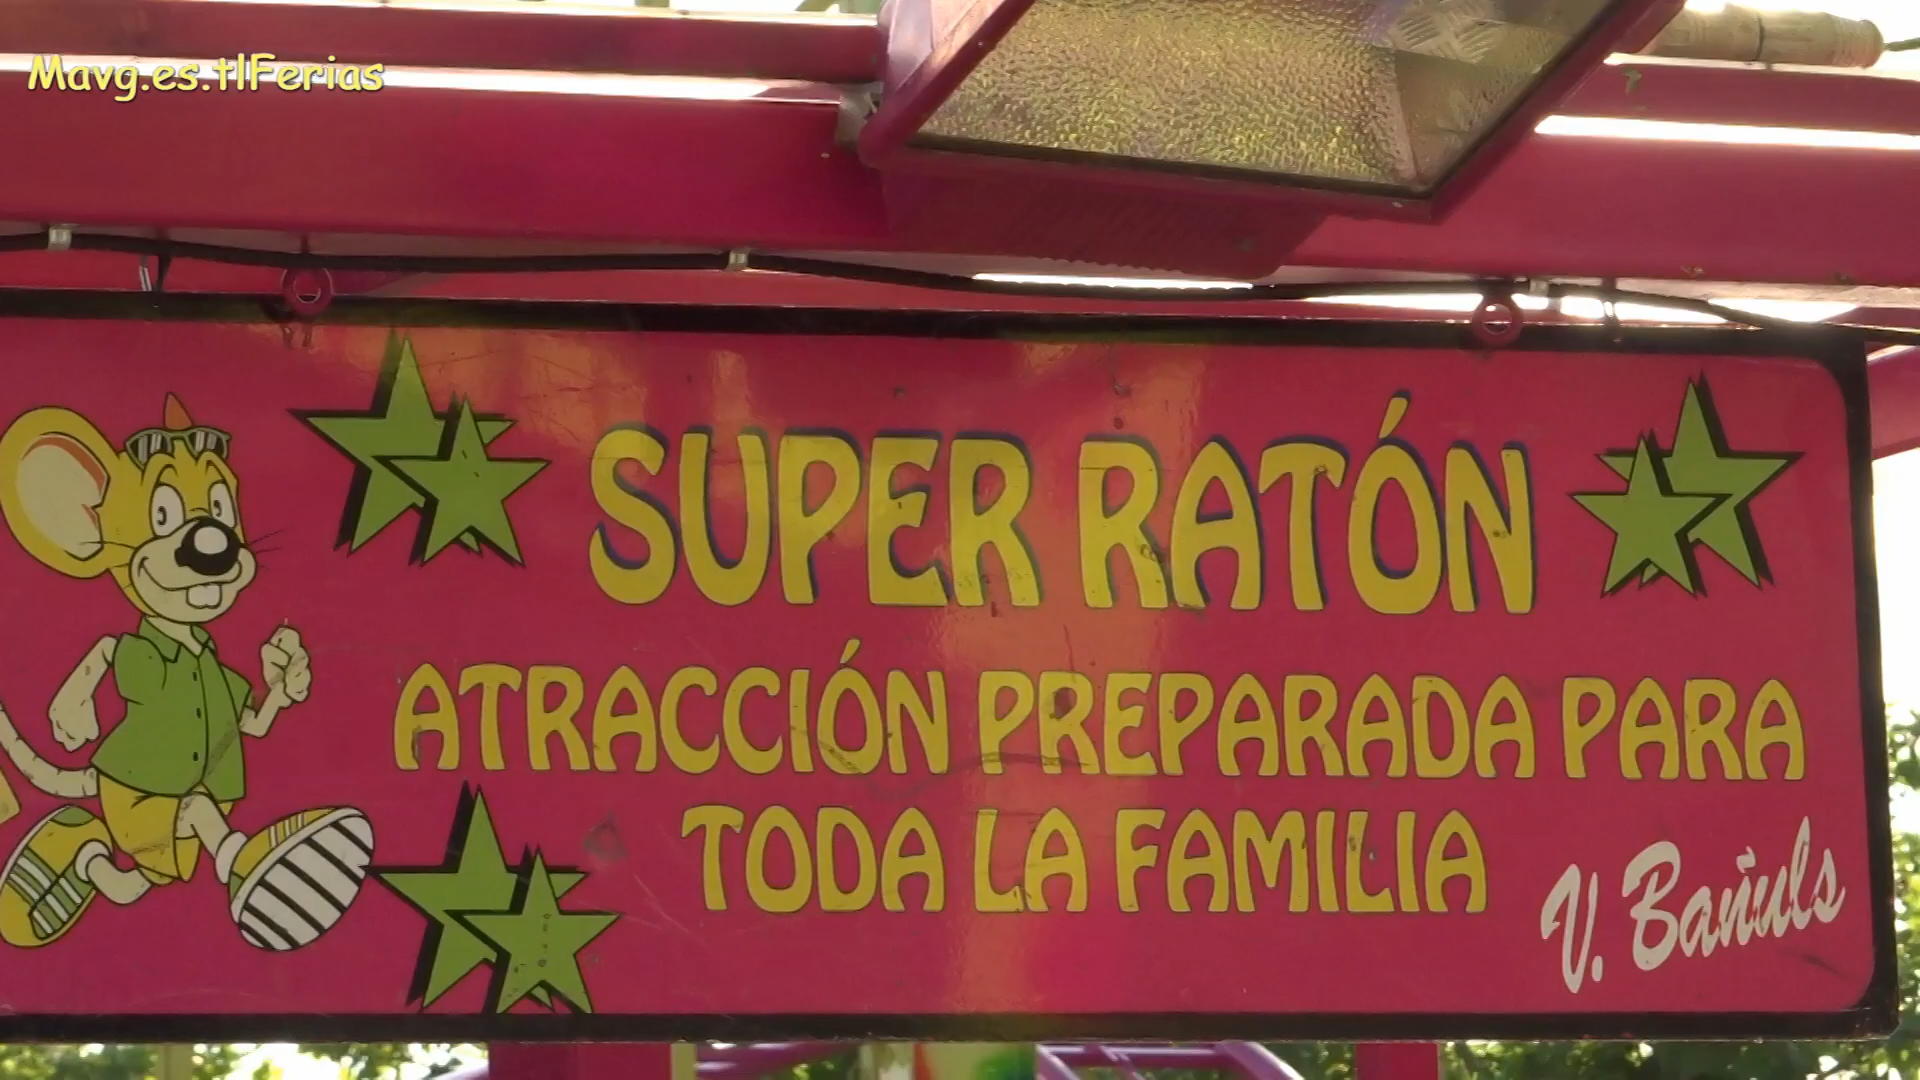 Mavg.es.tlFerias
SUPER RATÓN
ATRACCIÓN PREPARADA PARA
TODA LA FAMILIA
V. Bañuls